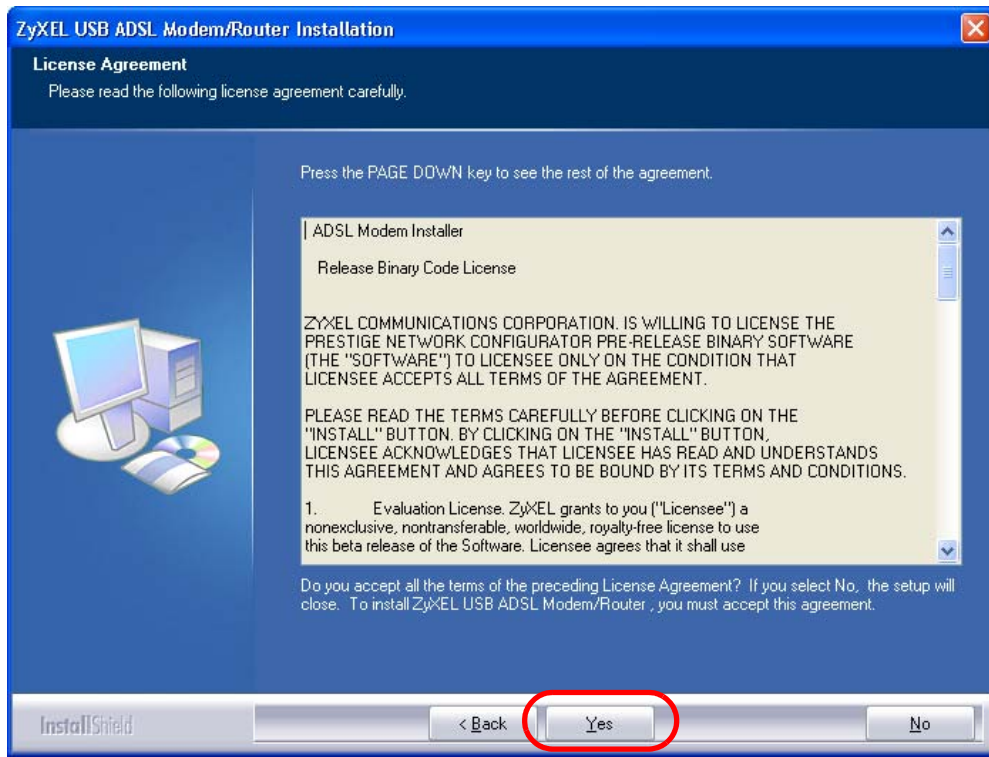 ZyXEL USB ADSL Modem/Router Installation
License Agreement
Please read the following license agreement carefully.
Press the PAGE DOWN key to see the rest of the agreement.
ADSL Modem Installer
Release Binary Code License
ZYXEL COMMUNICATIONS CORPORATION. IS WILLING TO LICENSE THE
PRESTIGE NETWORK CONFIGURATOR PRE-RELEASE BINARY SOFTWARE
(THE "SOFTWARE") TO LICENSEE ONLY ON THE CONDITION THAT
LICENSEE ACCEPTS ALL TERMS OF THE AGREEMENT.
PLEASE READ THE TERMS CAREFULLY BEFORE CLICKING ON THE
"INSTALL" BUTTON. BY CLICKING ON THE "INSTALL" BUTTON,
LICENSEE ACKNOWLEDGES THAT LICENSEE HAS READ AND UNDERSTANDS
THIS AGREEMENT AND AGREES TO BE BOUND BY ITS TERMS AND CONDITIONS.
1. Evaluation License. ZyXEL grants to you ("Licensee") a
nonexclusive, nontransferable, worldwide, royalty-free license to use
this beta release of the Software. Licensee agrees that it shall use
Do you accept all the terms of the preceding License Agreement? If you select No, the setup will
close. To install ZyXEL USB ADSL Modem/Router , you must accept this agreement.
InstallShield
< Back
Yes
No